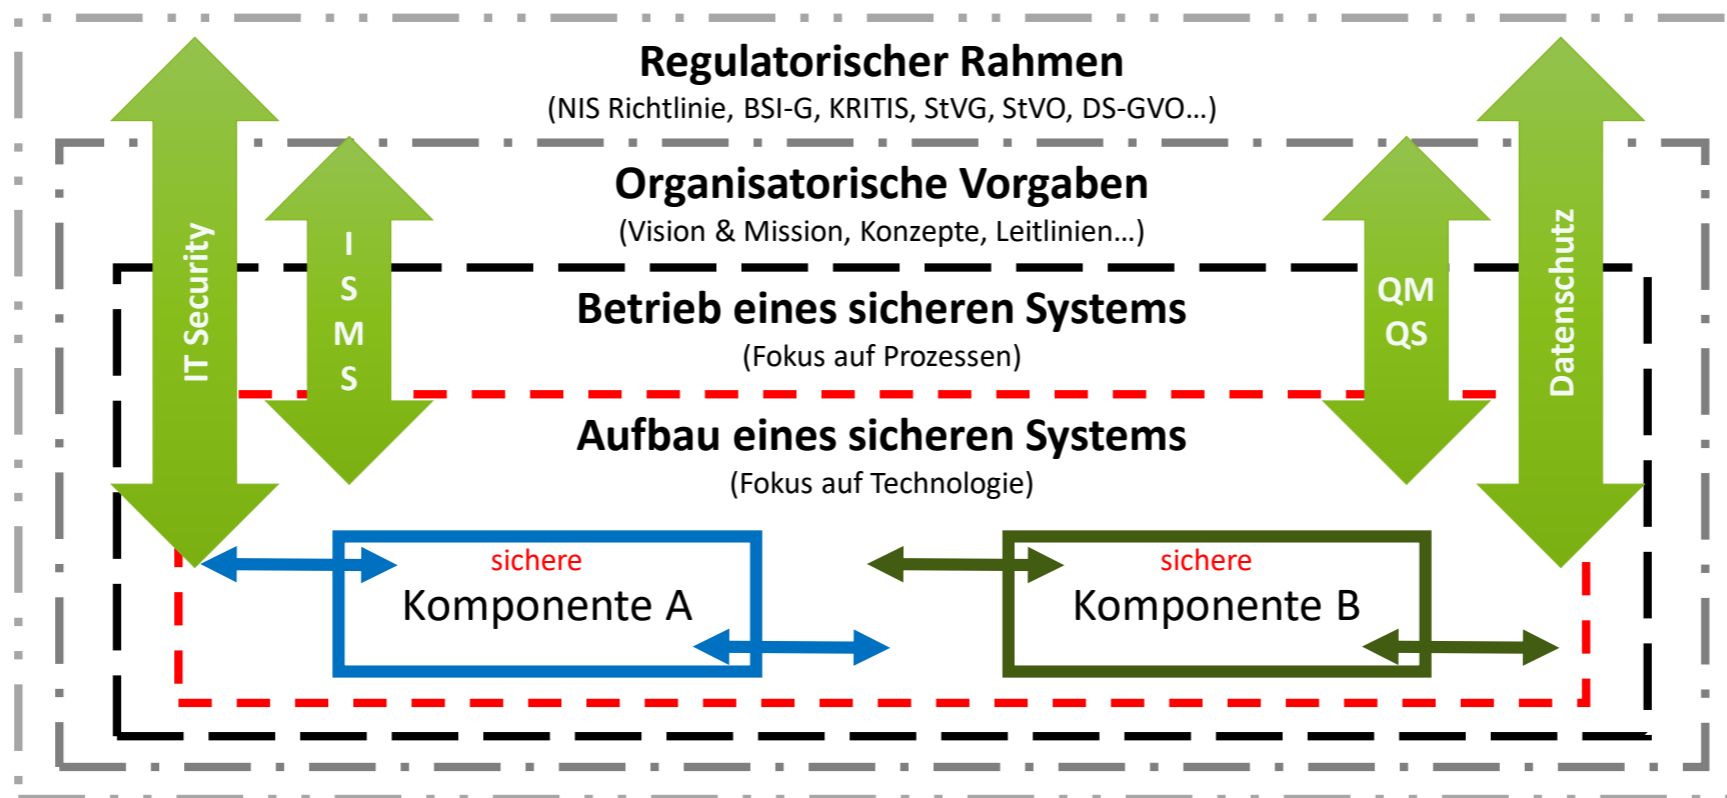 Regulatorischer Rahmen
(NIS Richtlinie, BSI-G, KRITIS, StVG, StVO, DS-GVO…)
Organisatorische Vorgaben
(Vision & Mission, Konzepte, Leitlinien…)
Betrieb eines sicheren Systems
(Fokus auf Prozessen)
Aufbau eines sicheren Systems
(Fokus auf Technologie)
IT Security
I
S
M
S
QM
QS
Datenschutz
sichere
Komponente A
sichere
Komponente B